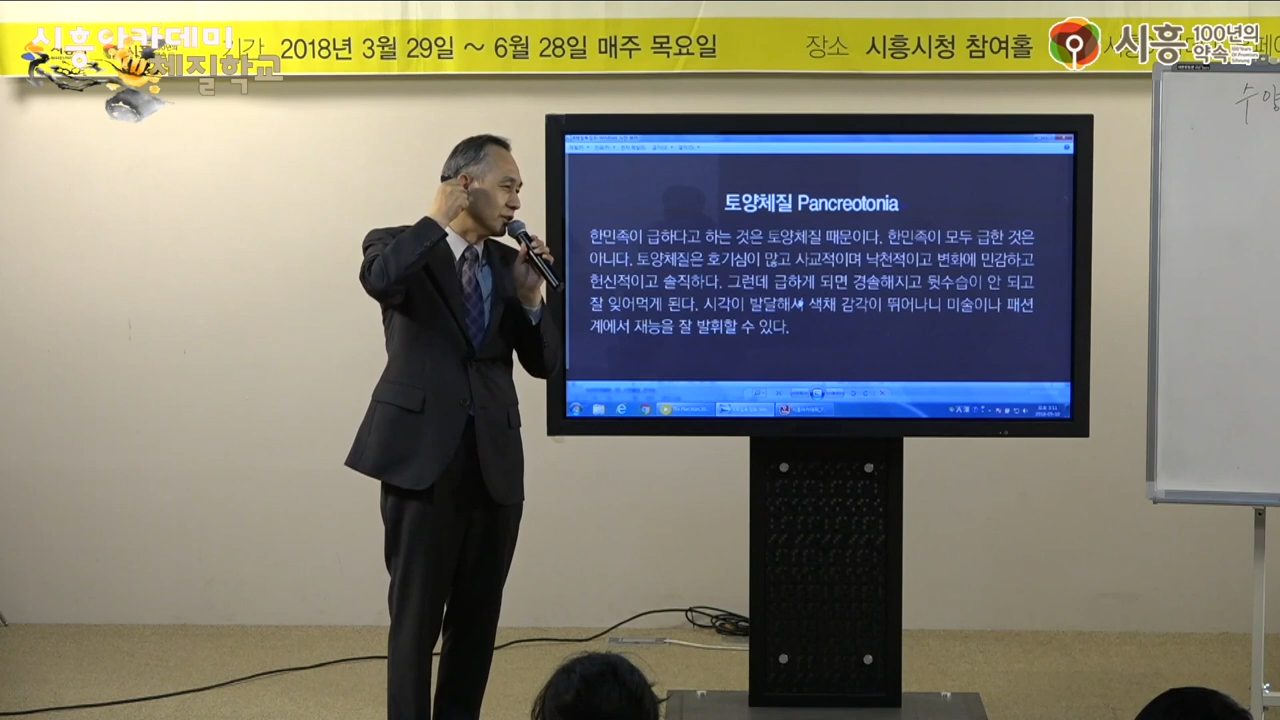 시흥아카데미
체질학교
시간 2018년 3월 29일 ~ 6월 28일 매주 목요일
장소 시흥시청 참여홀
시흥 100년의 약속
수양
토양체질 Pancreotonia
한민족이 급하다고 하는 것은 토양체질 때문이다. 한민족이 모두 급한 것은
아니다. 토양체질은 호기심이 많고 사교적이며 낙천적이고 변화에 민감하고
헌신적이고 솔직하다. 그런데 급하게 되면 경솔해지고 뒷수습이 안 되고
잘 잊어먹게 된다. 시각이 발달해서 색채 감각이 뛰어나니 미술이나 패션
계에서 재능을 잘 발휘할 수 있다.